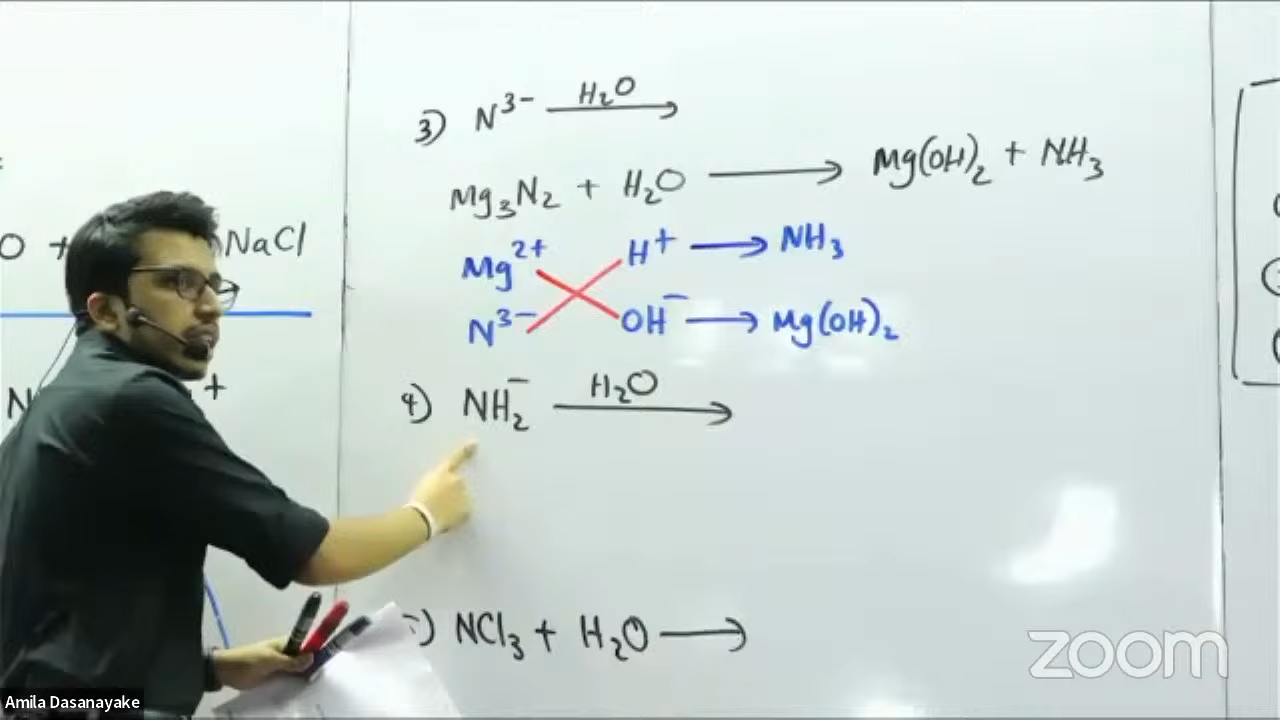 3) N³⁻ H₂O →
Mg₃N₂ + H₂O → Mg(OH)₂ + NH₃
Mg²⁺ H⁺ → NH₃
N³⁻ OH⁻ → Mg(OH)₂
4) NH₂⁻ H₂O →
) NCl₃ + H₂O →
O + NaCl
N +
zoom
Amila Dasanayake